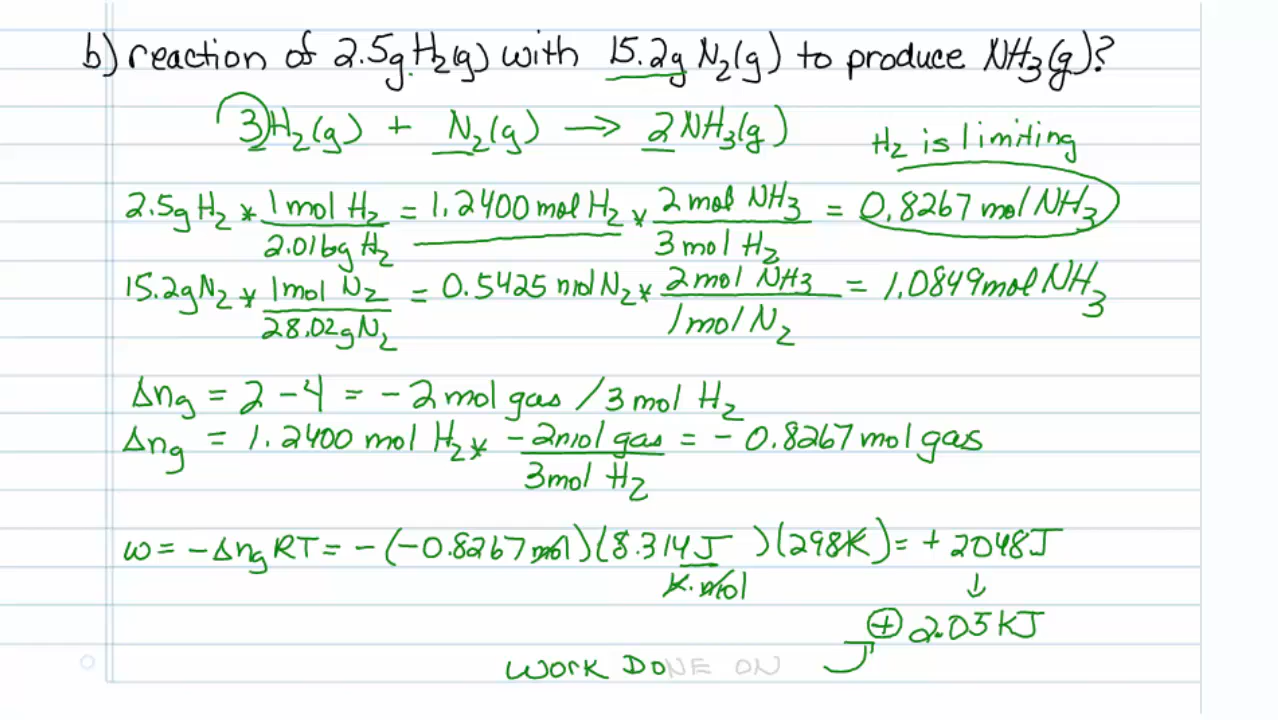 b) reaction of 2.5g H₂(g) with 15.2g N₂(g) to produce NH₃(g)?
3H₂(g) + N₂(g) → 2NH₃(g)
H₂ is limiting
2.5g H₂ * 1 mol H₂ / 2.016g H₂ = 1.2400 mol H₂ * 2 mol NH₃ / 3 mol H₂ = 0.8267 mol NH₃
15.2g N₂ * 1 mol N₂ / 28.02g N₂ = 0.5425 mol N₂ * 2 mol NH₃ / 1 mol N₂ = 1.0849 mol NH₃
Δng = 2 - 4 = - 2 mol gas / 3 mol H₂
Δng = 1.2400 mol H₂ * - 2 mol gas / 3 mol H₂ = - 0.8267 mol gas
w = - Δng RT = - (-0.8267 mol) (8.314 J / K·mol) (298K) = + 2048 J
↓
+ 2.05 KJ
WORK DONE ON